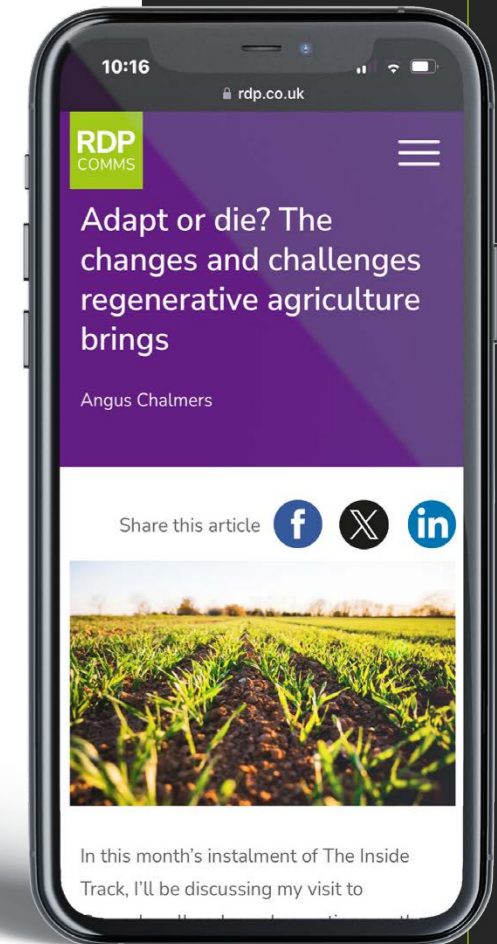 10:16
rdp.co.uk
RDP
COMMS
Adapt or die? The
changes and challenges
regenerative agriculture
brings
Angus Chalmers
Share this article
f
X
in
In this month's instalment of The Inside
Track, I'll be discussing my visit to